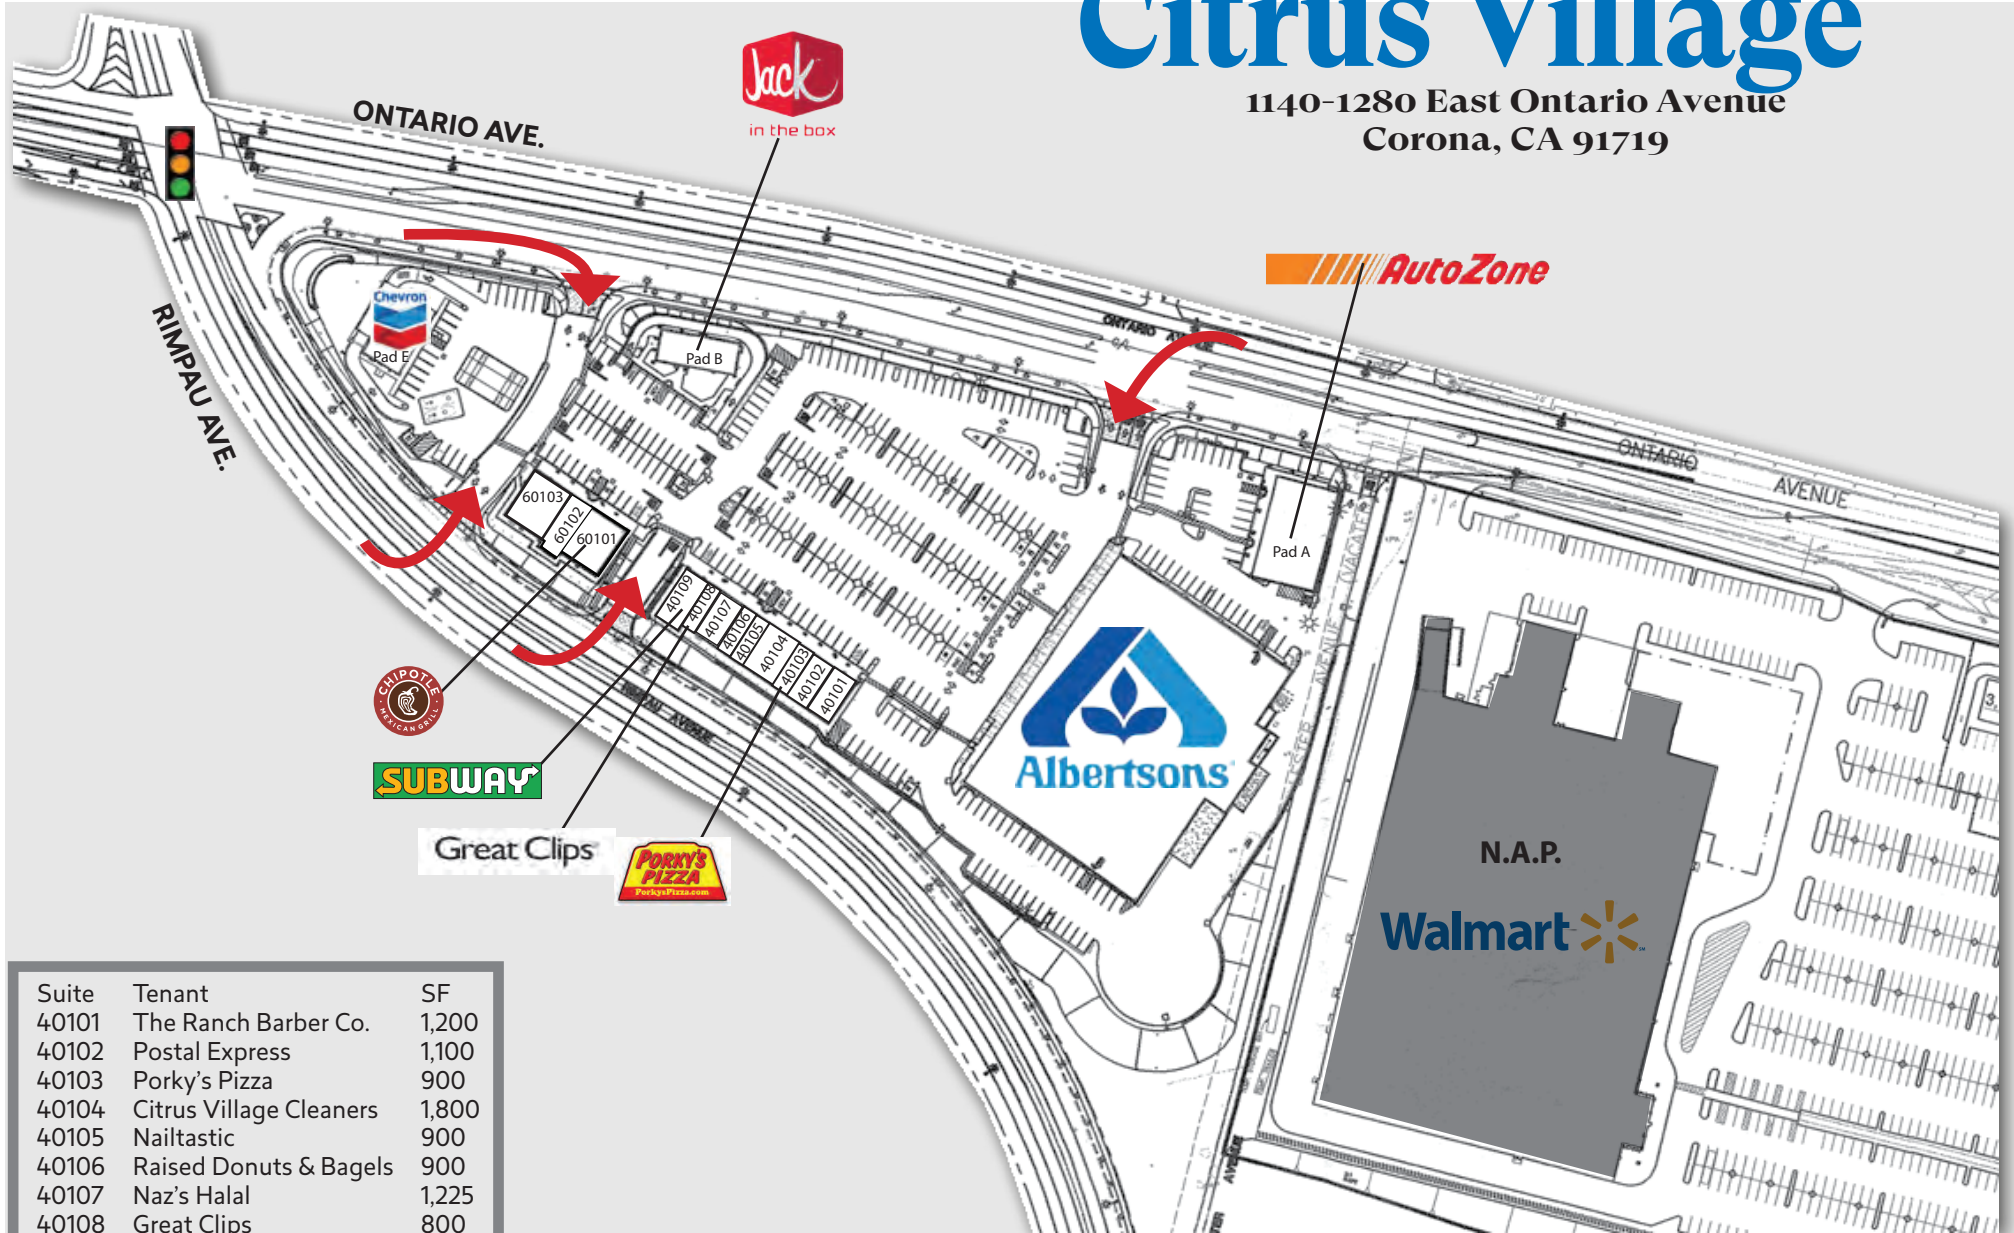 Citrus Village
1140-1280 East Ontario Avenue
Corona, CA 91719
Jack
in the box
ONTARIO AVE.
AutoZone
Chevron
Pad E
Pad B
RIMPAU AVE.
ONTARIO
ONTARIO
AVENUE
60103
60102
60101
Pad A
40109
40108
40107
40106
40105
40104
40103
40102
40101
CHIPOTLE
MEXICAN GRILL
AVENUE
SUBWAY
Albertsons
Great Clips
PORKY'S
PIZZA
PorkysPizza.com
N.A.P.
Walmart
AVENUE
Suite Tenant SF
40101 The Ranch Barber Co. 1,200
40102 Postal Express 1,100
40103 Porky's Pizza 900
40104 Citrus Village Cleaners 1,800
40105 Nailtastic 900
40106 Raised Donuts & Bagels 900
40107 Naz's Halal 1,225
40108 Great Clips 800